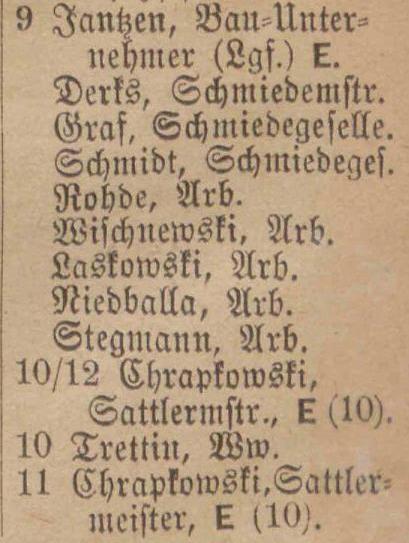 9 Jantzen, Bau=Unter=
nehmer (Lgf.) E.
Derks, Schmiedemstr.
Graf, Schmiedegeselle.
Schmidt, Schmiedeges.
Rohde, Arb.
Wischnewski, Arb.
Laskowski, Arb.
Niedballa, Arb.
Stegmann, Arb.
10/12 Chrapkowski,
Sattlermstr., E (10).
10 Trettin, Ww.
11 Chrapkowski, Sattler=
meister, E (10).